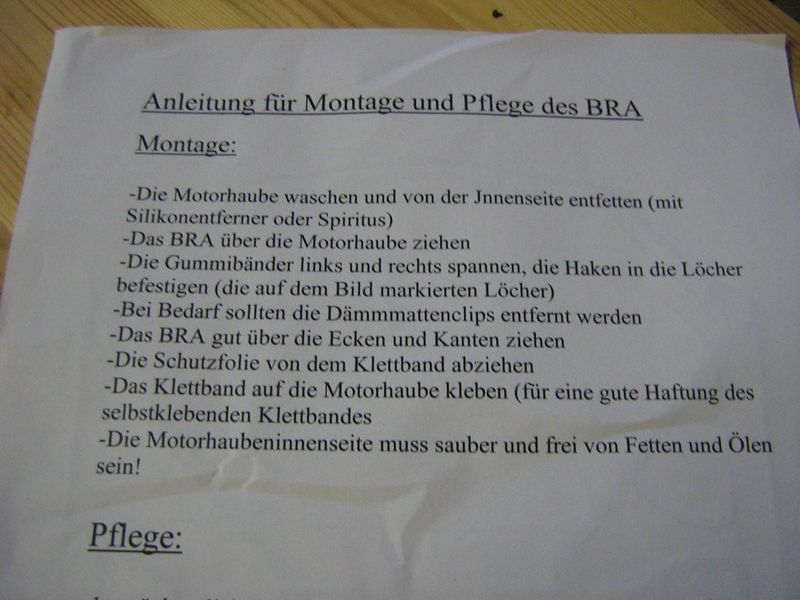 Anleitung für Montage und Pflege des BRA
Montage:
-Die Motorhaube waschen und von der Jnnenseite entfetten (mit
Silikonentferner oder Spiritus)
-Das BRA über die Motorhaube ziehen
-Die Gummibänder links und rechts spannen, die Haken in die Löcher
befestigen (die auf dem Bild markierten Löcher)
-Bei Bedarf sollten die Dämmmattenclips entfernt werden
-Das BRA gut über die Ecken und Kanten ziehen
-Die Schutzfolie von dem Klettband abziehen
-Das Klettband auf die Motorhaube kleben (für eine gute Haftung des
selbstklebenden Klettbandes
-Die Motorhaubeninnenseite muss sauber und frei von Fetten und Ölen
sein!
Pflege: